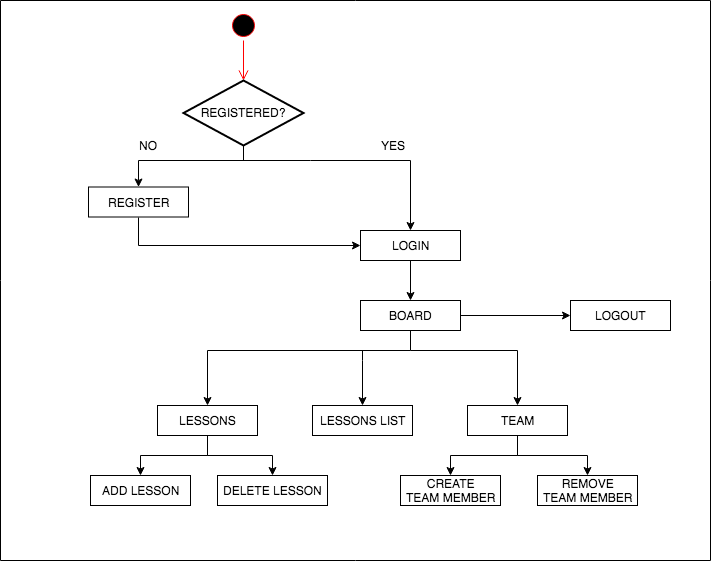 REGISTERED?
NO
YES
REGISTER
LOGIN
BOARD
LOGOUT
LESSONS
LESSONS LIST
TEAM
ADD LESSON
DELETE LESSON
CREATE
TEAM MEMBER
REMOVE
TEAM MEMBER